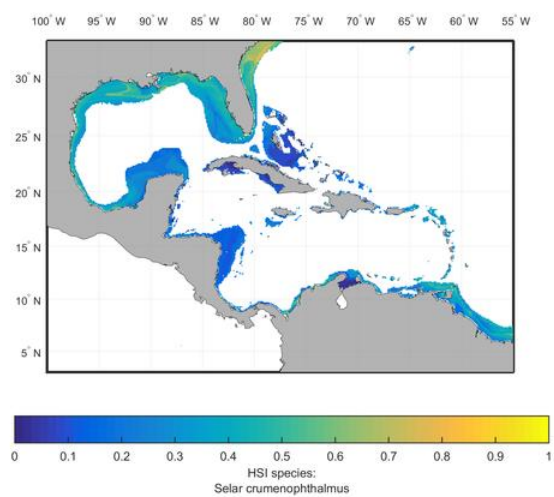 100° W 95° W 90° W 85° W 80° W 75° W 70° W 65° W 60° W 55° W
30° N
25° N
20° N
15° N
10° N
5° N
0 0.1 0.2 0.3 0.4 0.5 0.6 0.7 0.8 0.9 1
HSI species:
Selar crumenophthalmus